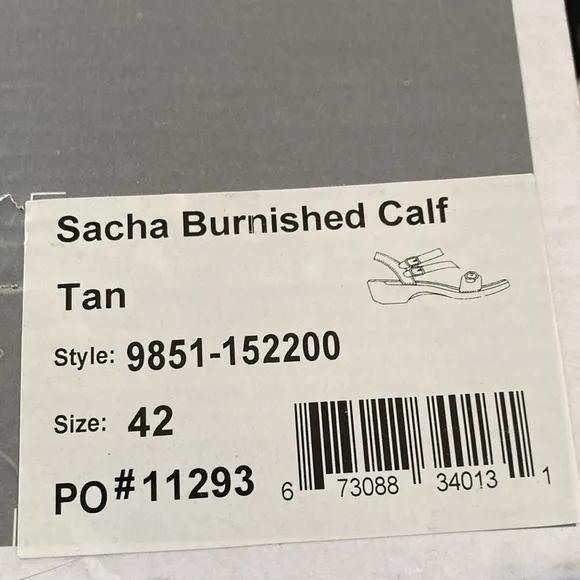 Sacha Burnished Calf
Tan
Style: 9851-152200
Size: 42
PO#11293
6 73088 34013 1